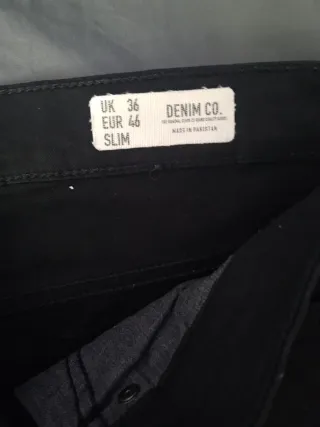 UK 36
EUR 46
SLIM
DENIM CO.
MADE IN PAKISTAN